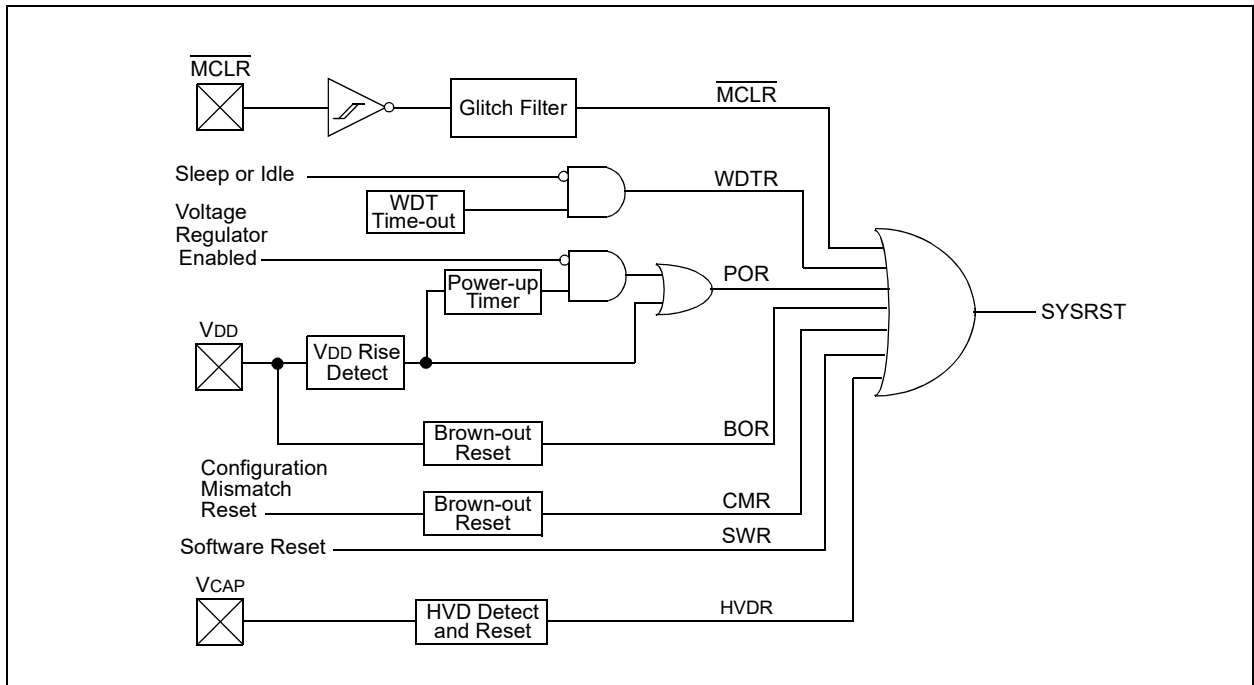 MCLR
Glitch Filter
MCLR
Sleep or Idle
WDT
Time-out
WDTR
Voltage
Regulator
Enabled
Power-up
Timer
POR
SYSRST
VDD
VDD Rise
Detect
Brown-out
Reset
BOR
Configuration
Mismatch
Reset
Brown-out
Reset
CMR
Software Reset
SWR
VCAP
HVD Detect
and Reset
HVDR